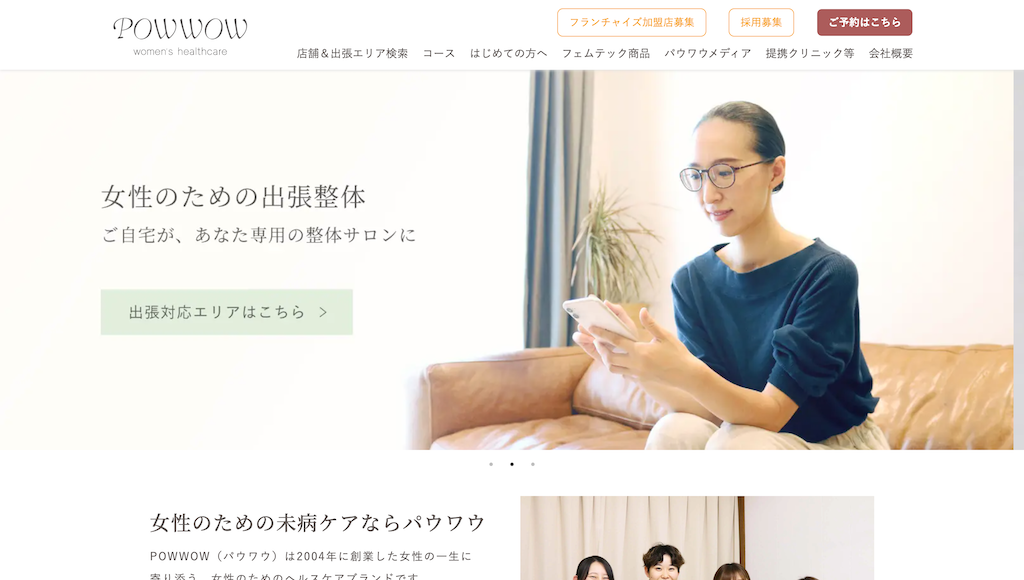 POWWOW
women's healthcare
フランチャイズ加盟店募集
採用募集
ご予約はこちら
店舗＆出張エリア検索
コース
はじめての方へ
フェムテック商品
パウワウメディア
提携クリニック等
会社概要
女性のための出張整体
ご自宅が、あなた専用の整体サロンに
出張対応エリアはこちら >
女性のための未病ケアならパウワウ
POWWOW（パウワウ）は2004年に創業した女性の一生に
寄り添う、女性のためのヘルスケアブランドです。